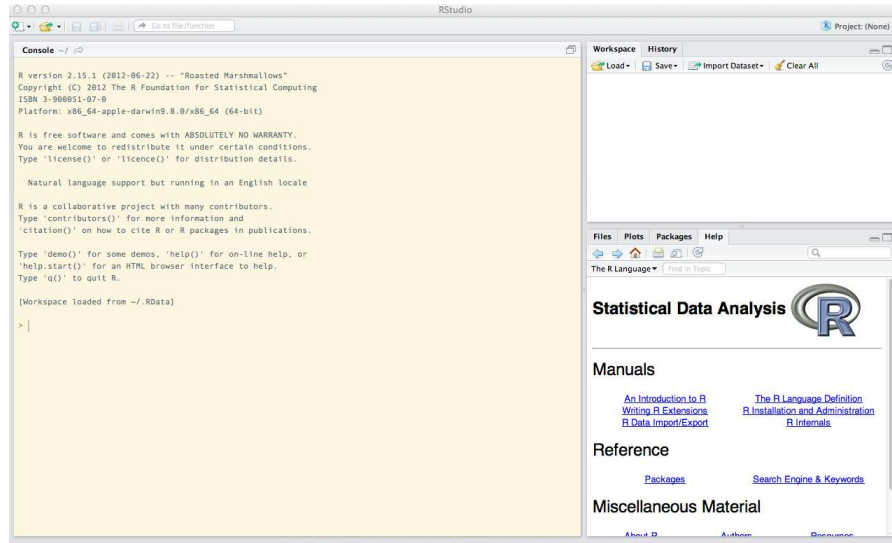 RStudio
Go to file/function
Project: (None)
Console ~/
R version 2.15.1 (2012-06-22) -- "Roasted Marshmallows"
Copyright (C) 2012 The R Foundation for Statistical Computing
ISBN 3-900051-07-0
Platform: x86_64-apple-darwin9.8.0/x86_64 (64-bit)
R is free software and comes with ABSOLUTELY NO WARRANTY.
You are welcome to redistribute it under certain conditions.
Type 'license()' or 'licence()' for distribution details.
Natural language support but running in an English locale
R is a collaborative project with many contributors.
Type 'contributors()' for more information and
'citation()' on how to cite R or R packages in publications.
Type 'demo()' for some demos, 'help()' for on-line help, or
'help.start()' for an HTML browser interface to help.
Type 'q()' to quit R.
[Workspace loaded from ~/.RData]
>
Workspace History
Load Save Import Dataset Clear All
Files Plots Packages Help
The R Language Find in Topic
Statistical Data Analysis R
Manuals
An Introduction to R The R Language Definition
Writing R Extensions R Installation and Administration
R Data Import/Export R Internals
Reference
Packages Search Engine & Keywords
Miscellaneous Material
About R Authors Resources